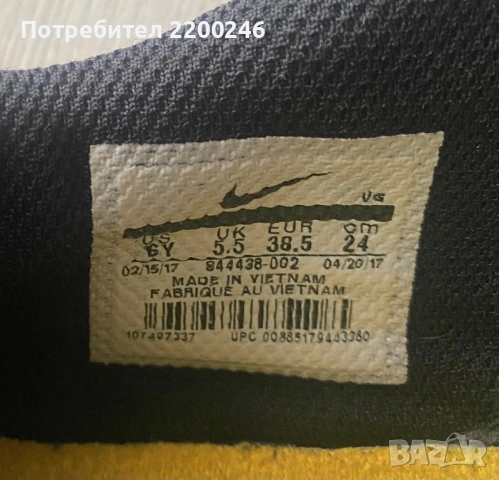 Потребител 2200246
VG
US UK EUR cm
6Y 5.5 38.5 24
02/15/17 844438-002 04/20/17
MADE IN VIETNAM
FABRIQUE AU VIETNAM
107497337 UPC 00885179443380
bazar